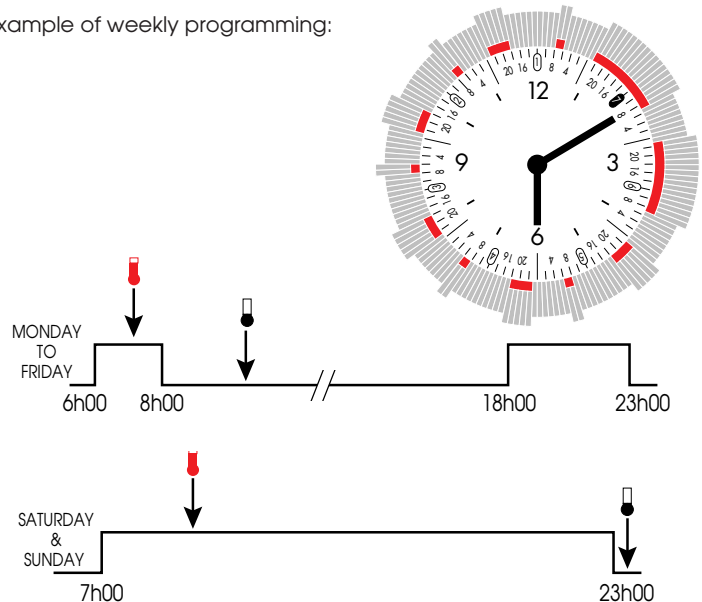 xample of weekly programming:
12
3
6
9
MONDAY
TO
FRIDAY
6h00 8h00 18h00 23h00
SATURDAY
&
SUNDAY
7h00 23h00